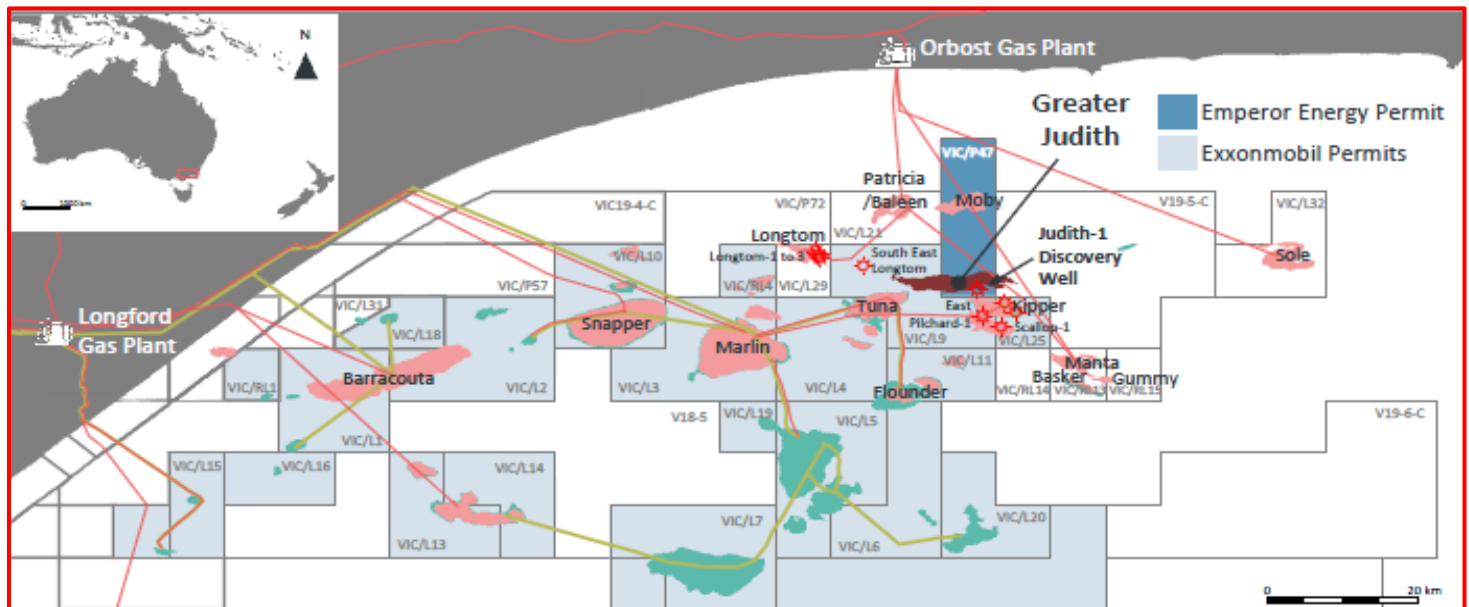 N
0 1000 km
Orbost Gas Plant
Greater
Judith
Emperor Energy Permit
Exxonmobil Permits
VIC/P47
Patricia
/Baleen
Moby
VIC19-4-C
VIC/P72
VIC/L21
V19-5-C
VIC/L32
Longtom
Longtom-1 to 3
South East
Longtom
Judith-1
Discovery
Well
Sole
VIC/L10
VIC/P57
VIC/RL4
VIC/L29
Tuna
East
Kipper
Pilchard-1
Scallop-1
VIC/L31
VIC/L18
Snapper
Marlin
VIC/L9
VIC/L25
Longford
Gas Plant
VIC/L11
Manta
Basker
Gummy
Barracouta
VIC/RL1
VIC/L2
VIC/L3
VIC/L4
Flounder
VIC/RL14
VIC/RL13
VIC/RL15
V18-5
VIC/L19
VIC/L5
V19-6-C
VIC/L1
VIC/L15
VIC/L16
VIC/L14
VIC/L7
VIC/L20
VIC/L13
VIC/L6
0 20 km